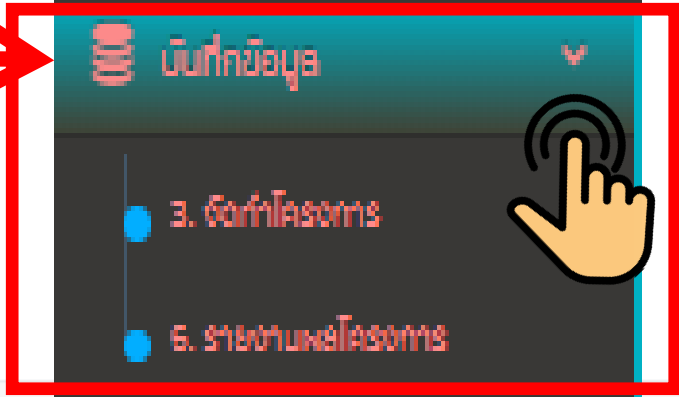 บันทึกข้อมูล
3. จัดทำโครงการ
6. รายงานผลโครงการ